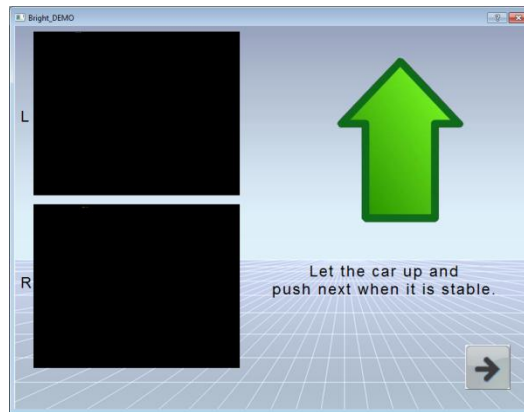 Bright_DEMO
L
R
Let the car up and
push next when it is stable.